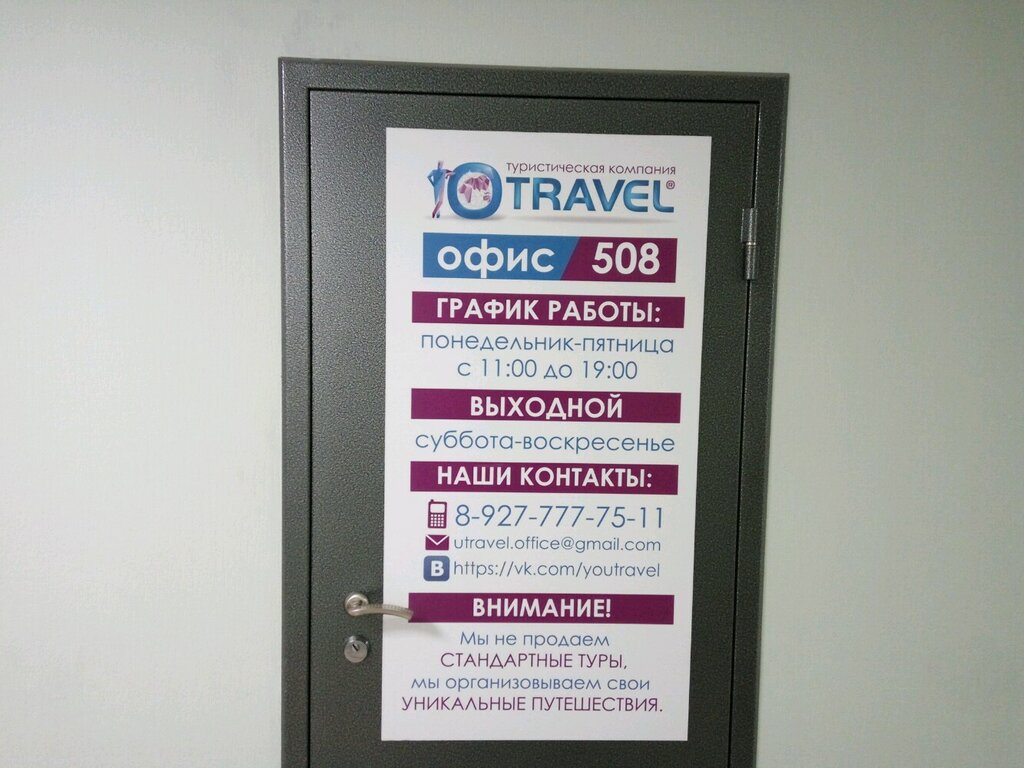 туристическая компания
ЮTRAVEL®
офис 508
ГРАФИК РАБОТЫ:
понедельник-пятница
с 11:00 до 19:00
ВЫХОДНОЙ
суббота-воскресенье
НАШИ КОНТАКТЫ:
8-927-777-75-11
utravel.office@gmail.com
В https://vk.com/youtravel
ВНИМАНИЕ!
Мы не продаем
СТАНДАРТНЫЕ ТУРЫ,
мы организовываем свои
УНИКАЛЬНЫЕ ПУТЕШЕСТВИЯ.